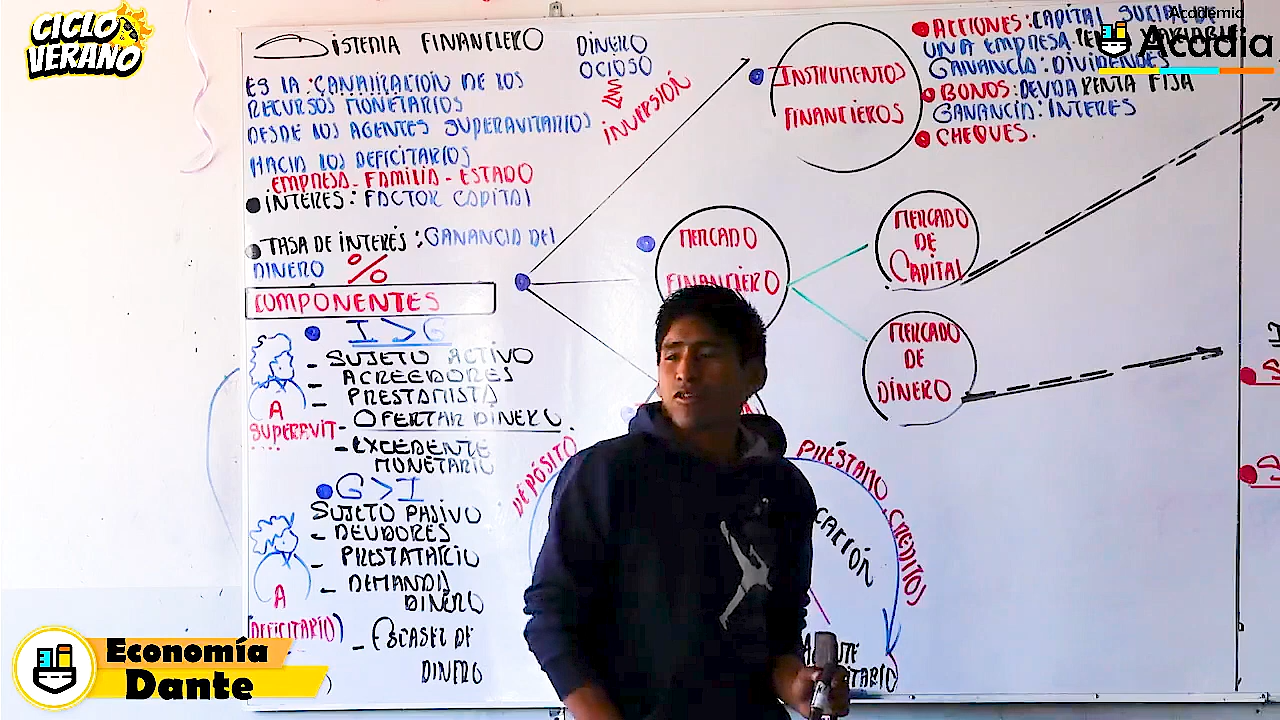 CICLO
VERANO
SISTEMA FINANCIERO
ES LA : CANALIZACIÓN DE LOS
RECURSOS MONETARIOS
DESDE LOS AGENTES SUPERAVITARIOS
HACIA LOS DEFICITARIOS
EMPRESA - FAMILIA - ESTADO
INTERES : FACTOR CAPITAL
TASA DE INTERÉS : GANANCIA DEL
DINERO %
COMPONENTES
I > G
- SUJETO ACTIVO
- ACREEDORES
- PRESTAMISTA
- OFERTAR DINERO.
- EXCEDENTE
MONETARIO
A
SUPERAVIT
G > I
SUJETO PASIVO
- DEUDORES
- PRESTATARIO
- DEMANDA
DINERO
- ESCASEZ DE
DINERO
A
DEFICITARIO)
DINERO
OCIOSO
INVERSIÓN
INSTRUMENTOS
FINANCIEROS
ACCIONES : CAPITAL SOCIAL DE
UNA EMPRESA.
GANANCIA : DIVIDENDES
BONOS : DEUDA RENTA FIJA
GANANCIA : INTERES
CHEQUES.
MERCADO
FINANCIERO
MERCADO
DE
CAPITAL
MERCADO
DE
DINERO
DEPÓSITO
PRÉSTAMO, CREDITOS
Academia
Acadia
Economía
Dante